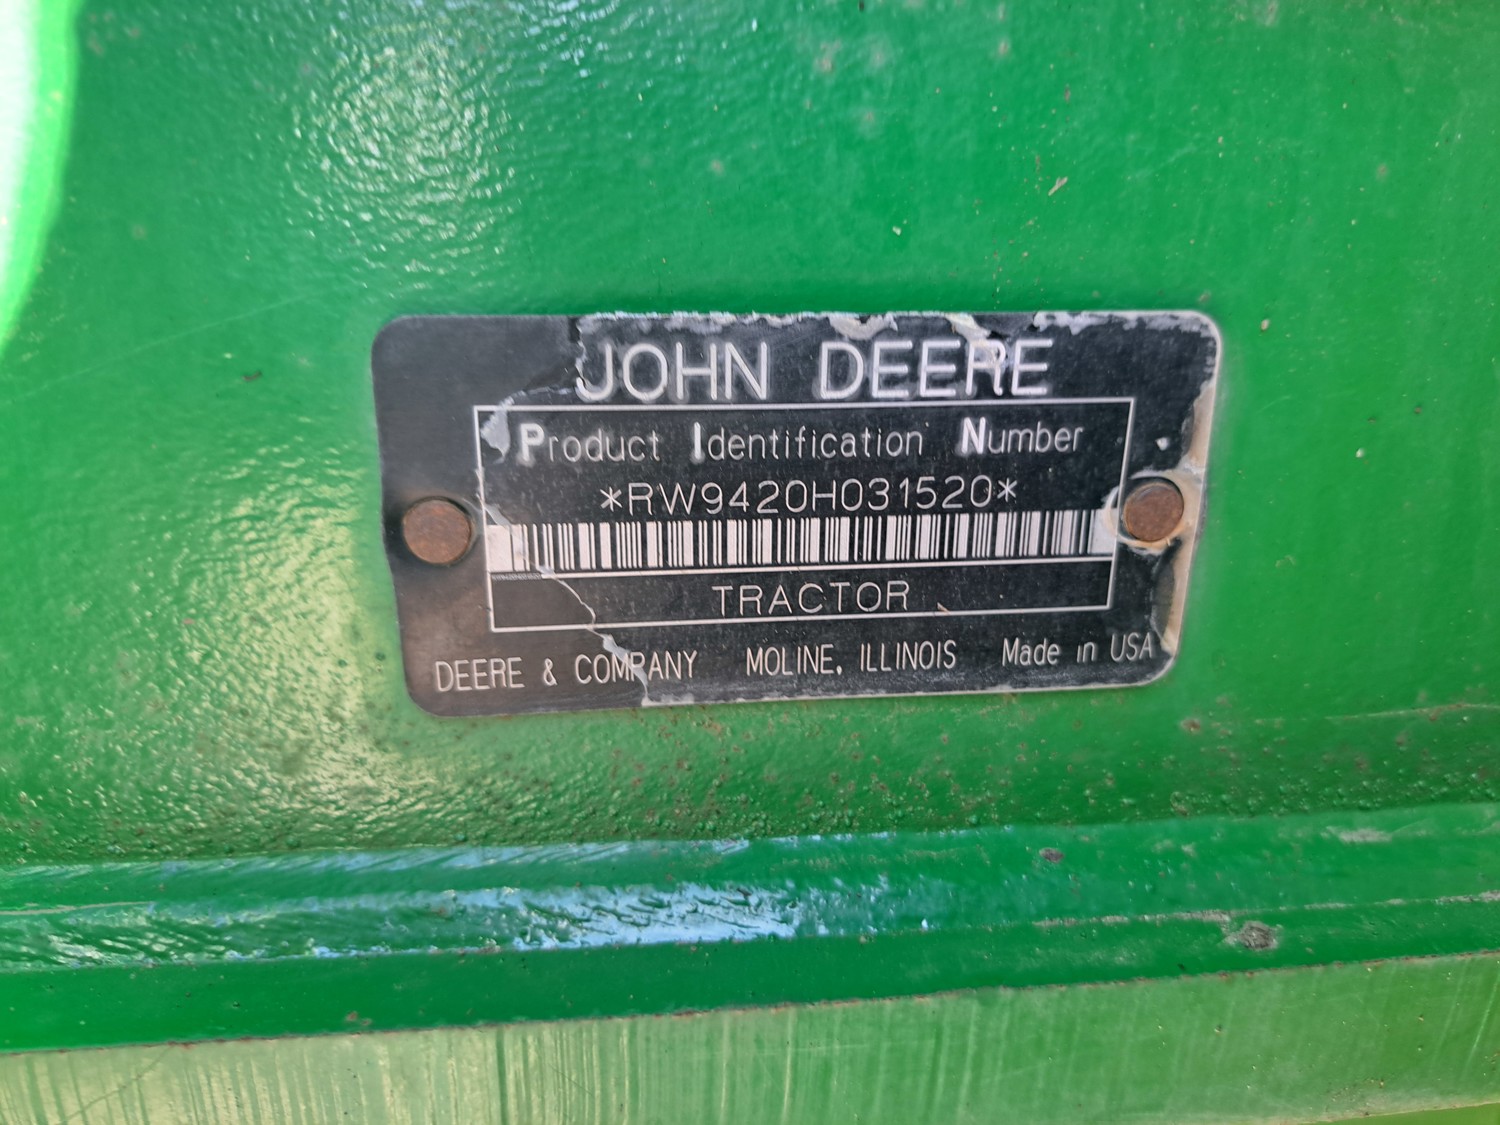 JOHN DEERE
Product Identification Number
*RW9420H031520*
TRACTOR
DEERE & COMPANY MOLINE, ILLINOIS Made in USA